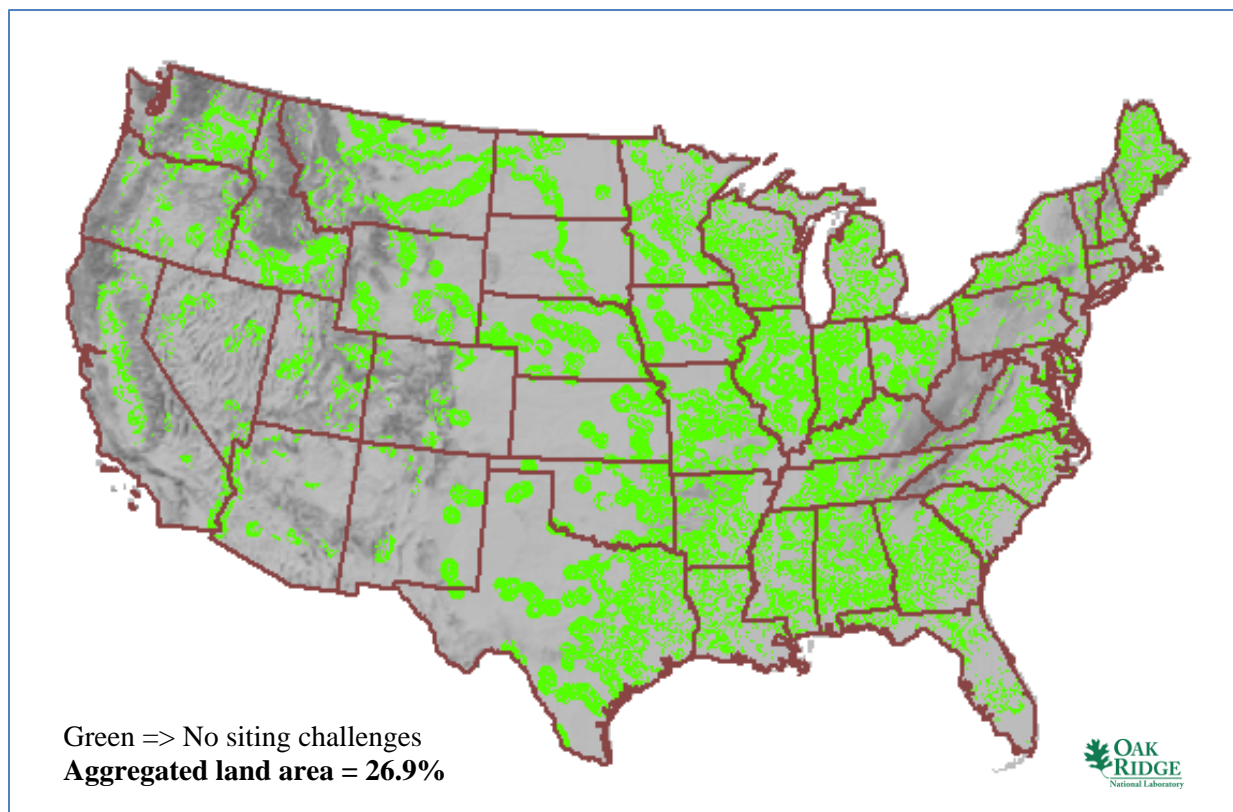 Green => No siting challenges
Aggregated land area = 26.9%
OAK
RIDGE
National Laboratory